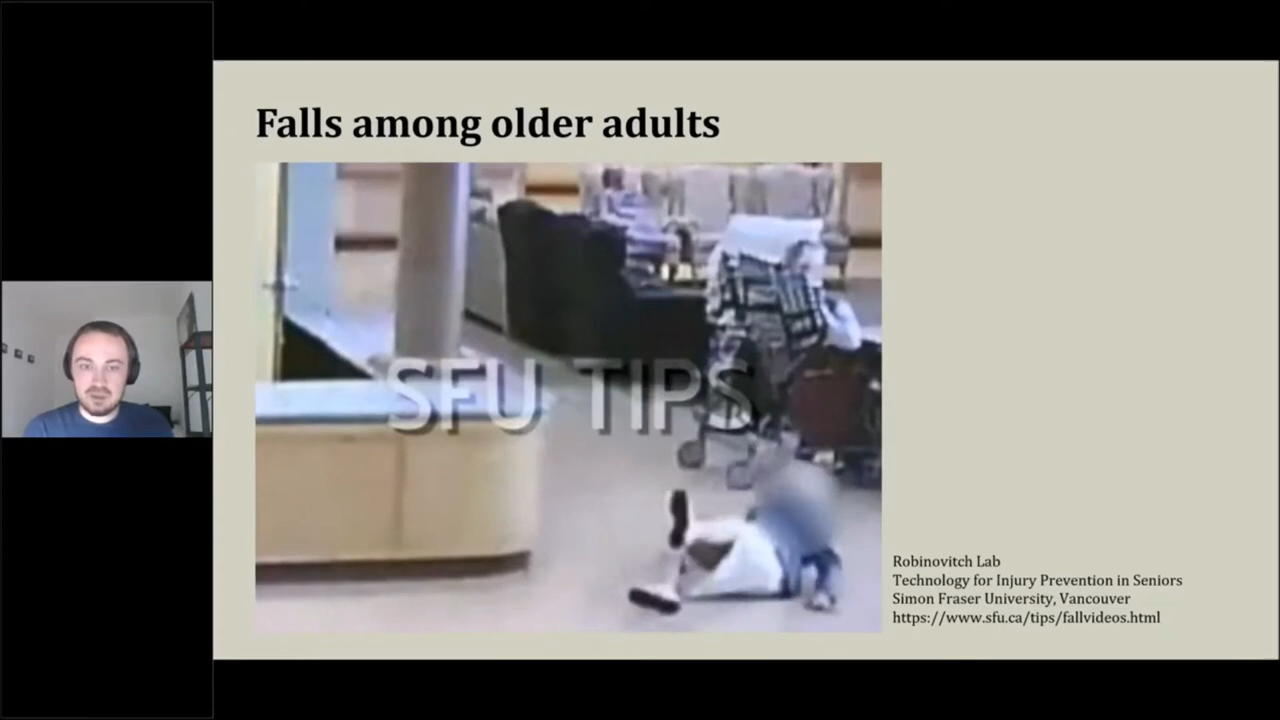 Falls among older adults
SFU TIPS
Robinovitch Lab
Technology for Injury Prevention in Seniors
Simon Fraser University, Vancouver
https://www.sfu.ca/tips/fallvideos.html